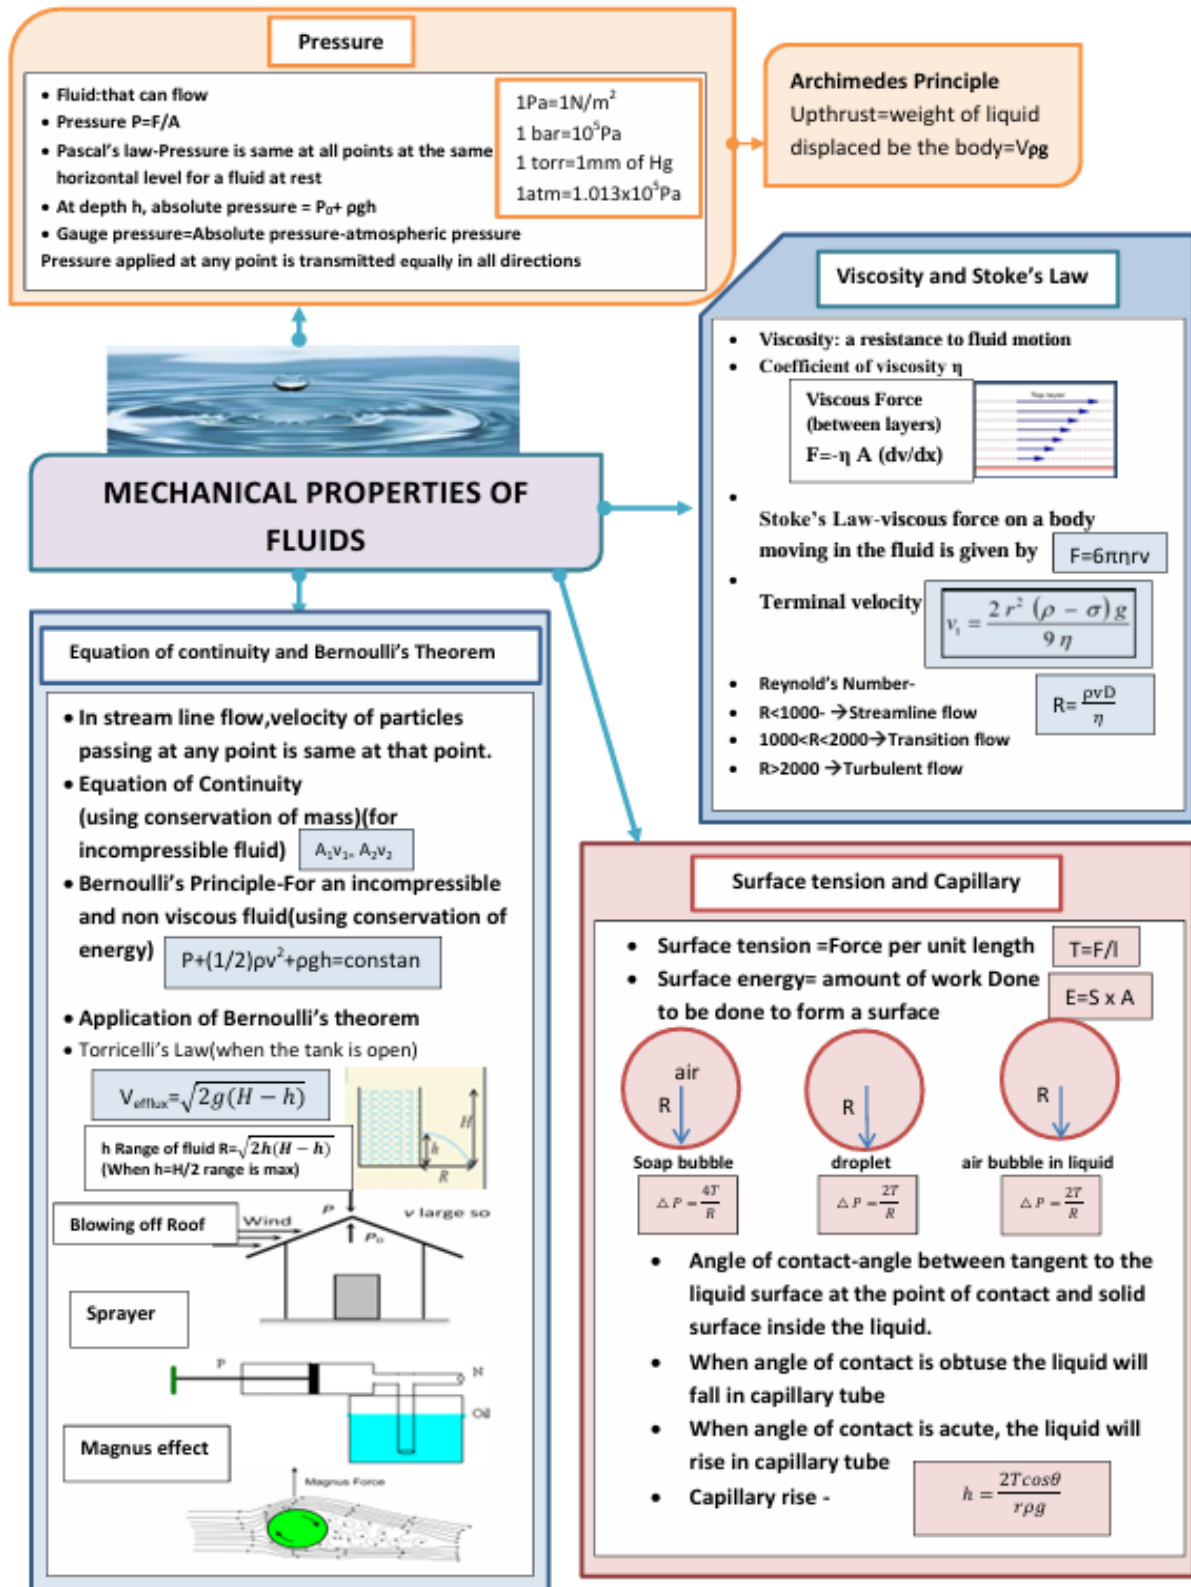 Pressure
• Fluid:that can flow
• Pressure P=F/A
• Pascal's law-Pressure is same at all points at the same
horizontal level for a fluid at rest
• At depth h, absolute pressure = P₀+ ρgh
• Gauge pressure=Absolute pressure-atmospheric pressure
Pressure applied at any point is transmitted equally in all directions
1Pa=1N/m²
1 bar=10⁵Pa
1 torr=1mm of Hg
1atm=1.013x10⁵Pa
Archimedes Principle
Upthrust=weight of liquid
displaced be the body=Vρg
MECHANICAL PROPERTIES OF
FLUIDS
Viscosity and Stoke's Law
• Viscosity: a resistance to fluid motion
• Coefficient of viscosity η
Viscous Force
(between layers)
F=-η A (dv/dx)
Top layer
•
Stoke's Law-viscous force on a body
moving in the fluid is given by
F=6πηrv
•
Terminal velocity
v₁ = 2 r² (ρ − σ) g / 9 η
• Reynold's Number-
R= ρvD / η
• R<1000- →Streamline flow
• 1000<R<2000→Transition flow
• R>2000 →Turbulent flow
Equation of continuity and Bernoulli's Theorem
• In stream line flow,velocity of particles
passing at any point is same at that point.
• Equation of Continuity
(using conservation of mass)(for
incompressible fluid)
A₁v₁= A₂v₂
• Bernoulli's Principle-For an incompressible
and non viscous fluid(using conservation of
energy)
P+(1/2)ρv²+ρgh=constan
• Application of Bernoulli's theorem
• Torricelli's Law(when the tank is open)
Vefflux=√2g(H − h)
h Range of fluid R=√2h(H − h)
(When h=H/2 range is max)
H
h
R
Blowing off Roof
Wind
P
v large so
P₀
Sprayer
P
N
Oil
Magnus effect
Magnus Force
Surface tension and Capillary
• Surface tension =Force per unit length
T=F/l
• Surface energy= amount of work Done
to be done to form a surface
E=S x A
air
R
R
R
Soap bubble
droplet
air bubble in liquid
△ P = 4T / R
△ P = 2T / R
△ P = 2T / R
• Angle of contact-angle between tangent to the
liquid surface at the point of contact and solid
surface inside the liquid.
• When angle of contact is obtuse the liquid will
fall in capillary tube
• When angle of contact is acute, the liquid will
rise in capillary tube
• Capillary rise -
h = 2Tcosθ / rρg